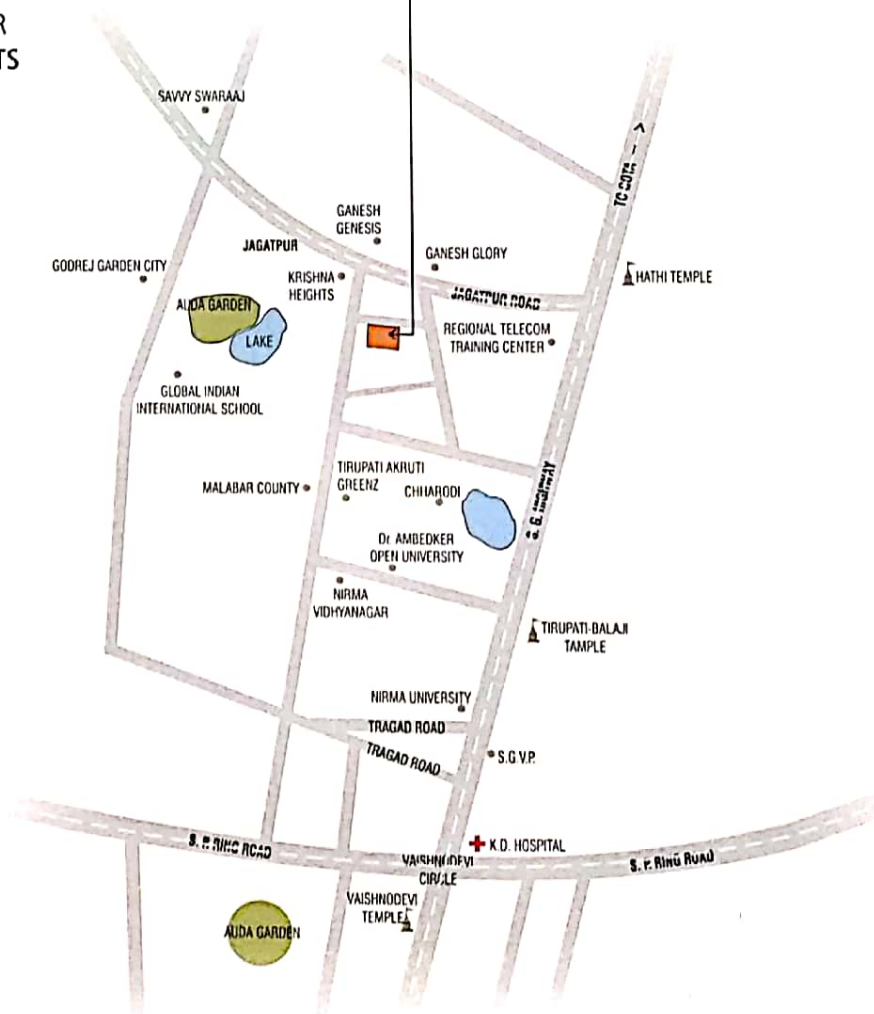 R
TS
SAVVY SWARAAJ
GANESH
GENESIS
JAGATPUR
GANESH GLORY
GODREJ GARDEN CITY
KRISHNA
HEIGHTS
HATHI TEMPLE
AUDA GARDEN
JAGATPUR ROAD
LAKE
REGIONAL TELECOM
TRAINING CENTER
GLOBAL INDIAN
INTERNATIONAL SCHOOL
TIRUPATI AKRUTI
GREENZ
MALABAR COUNTY
CHHARODI
S. G. HIGHWAY
Dr. AMBEDKER
OPEN UNIVERSITY
NIRMA
VIDHYANAGAR
TIRUPATI-BALAJI
TAMPLE
NIRMA UNIVERSITY
TRAGAD ROAD
TRAGAD ROAD
S.G.V.P.
S. P. RING ROAD
K.D. HOSPITAL
VAISHNODEVI
CIRCLE
S. P. RING ROAD
VAISHNODEVI
TEMPLE
AUDA GARDEN